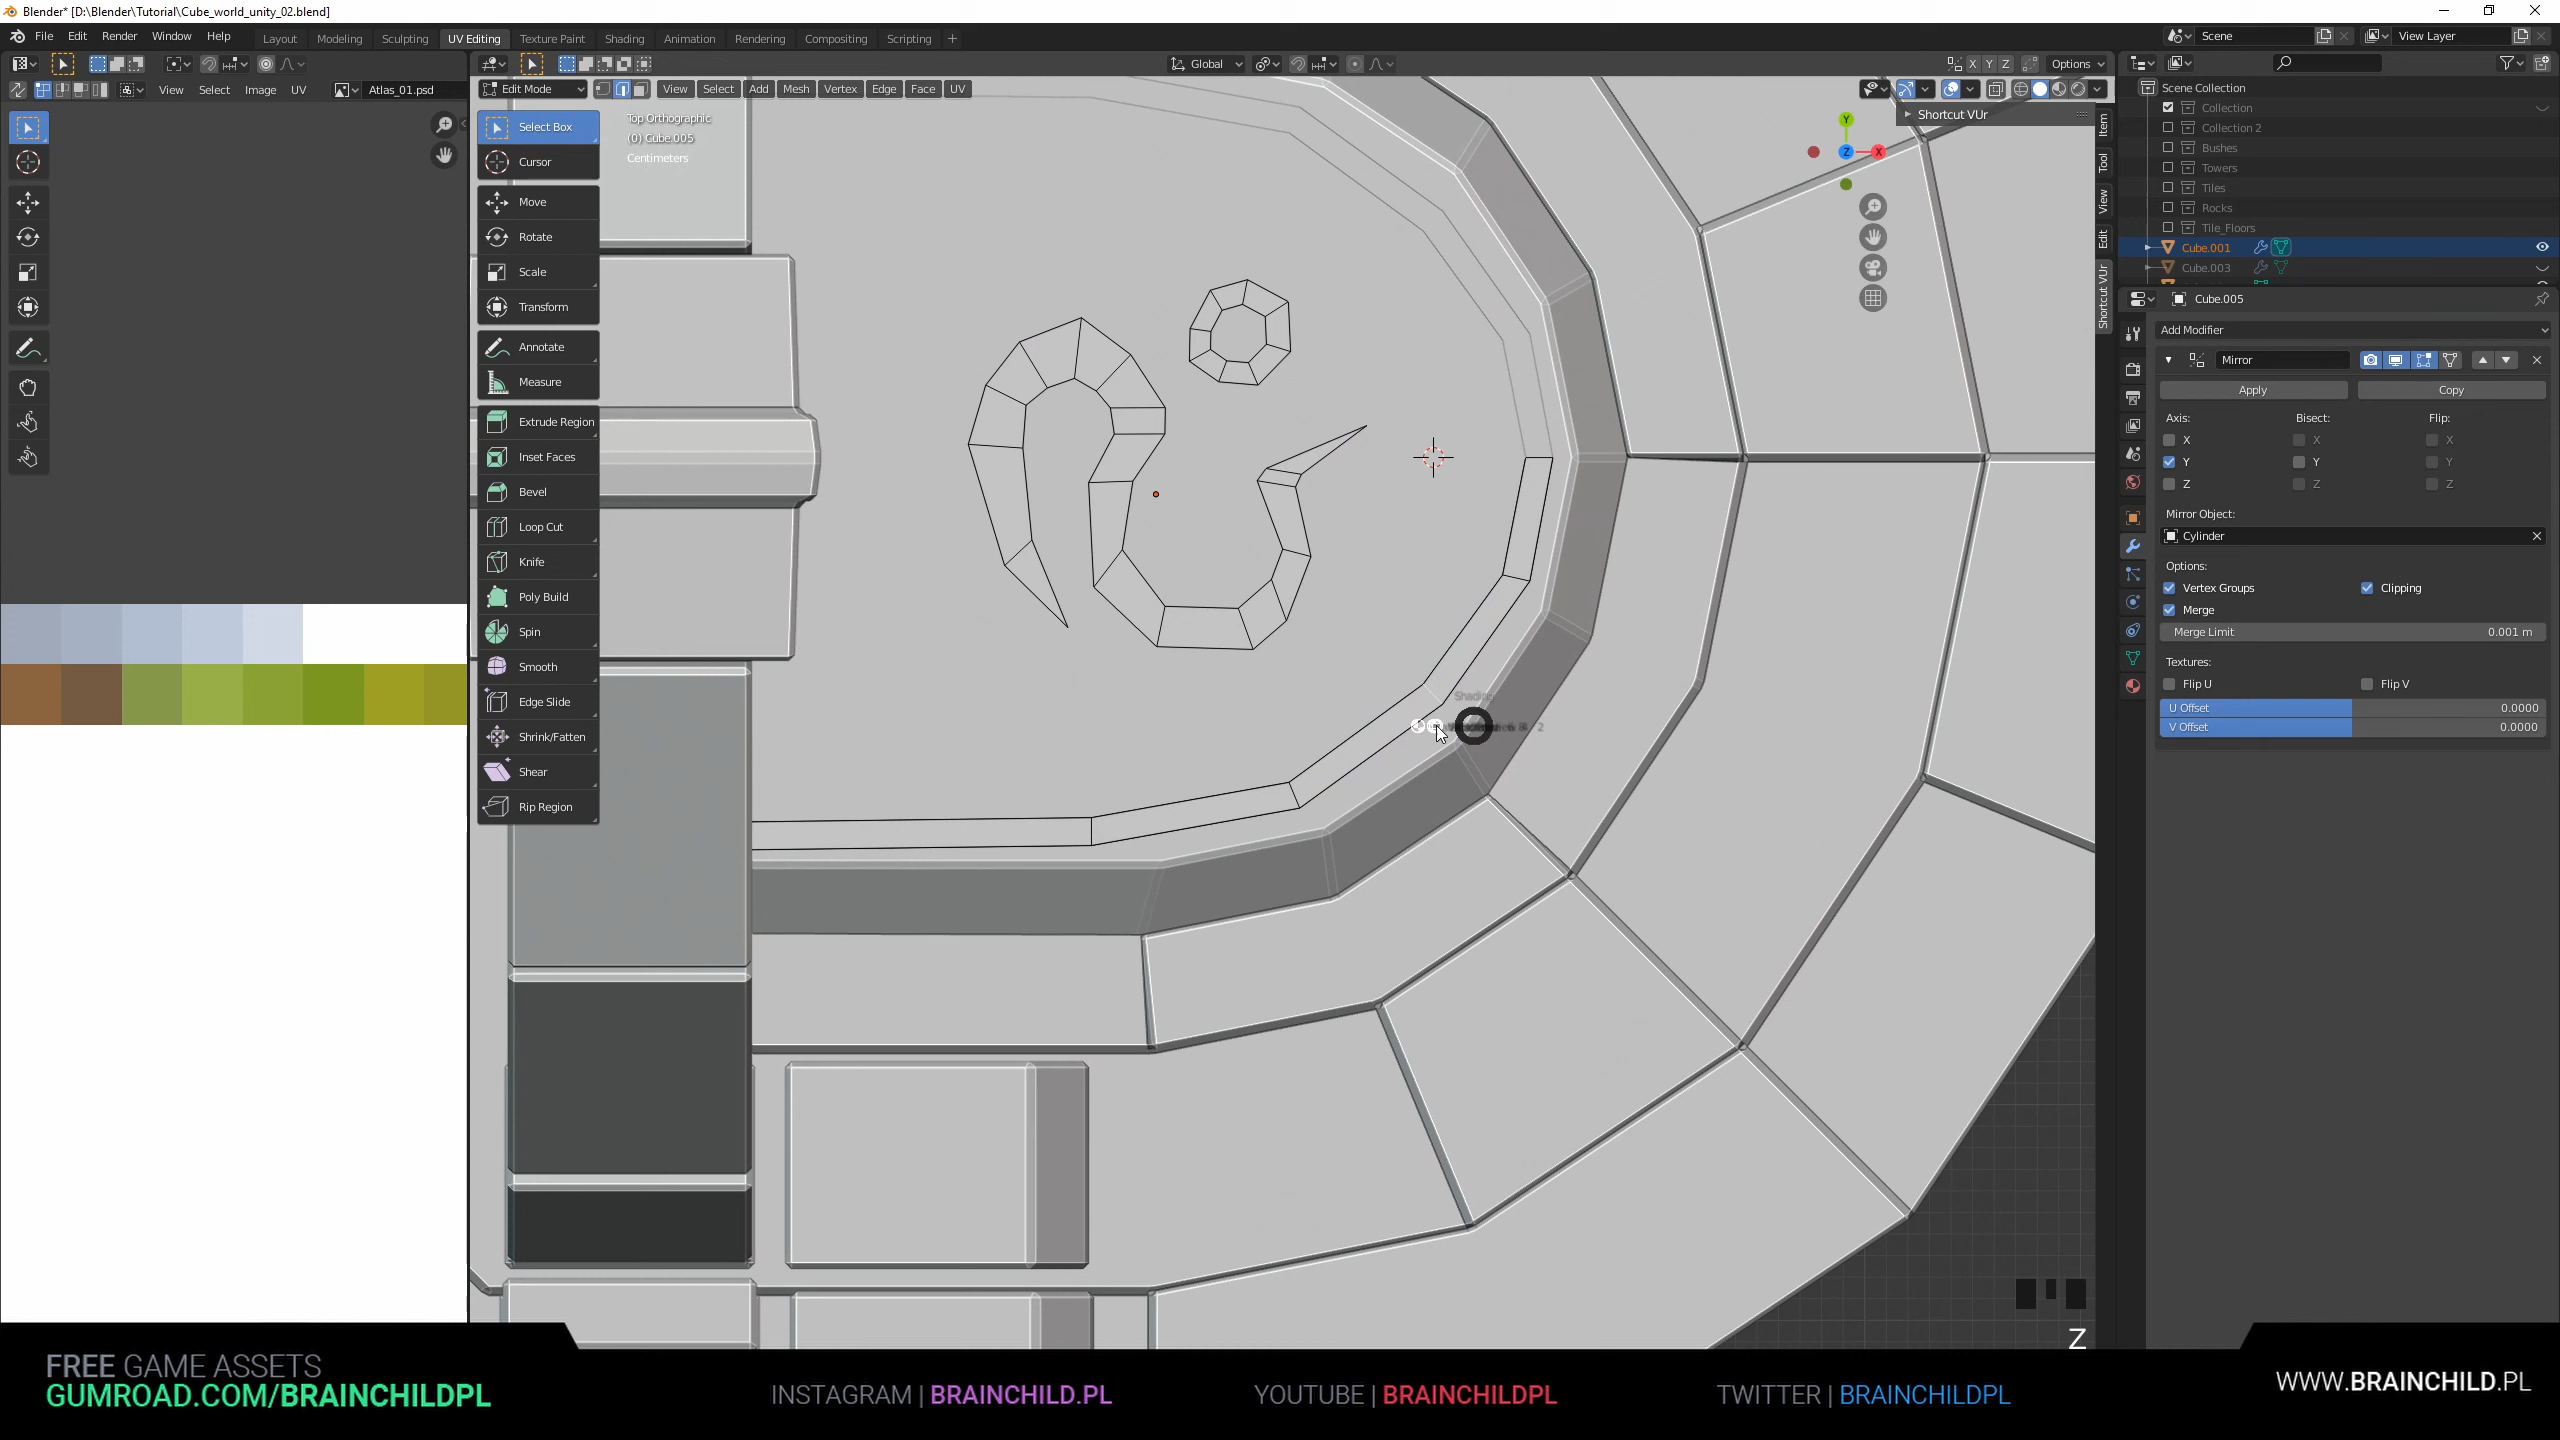 Blender* [D:\Blender\Tutorial\Cube_world_unity_02.blend]
File Edit Render Window Help
Layout Modeling Sculpting UV Editing Texture Paint Shading Animation Rendering Compositing Scripting
Scene
View Layer
Global
X Y Z
Options
View Select Image UV
Atlas_01.psd
Edit Mode
View Select Add Mesh Vertex Edge Face UV
Select Box
Cursor
Move
Rotate
Scale
Transform
Annotate
Measure
Extrude Region
Inset Faces
Bevel
Loop Cut
Knife
Poly Build
Spin
Smooth
Edge Slide
Shrink/Fatten
Shear
Rip Region
Top Orthographic
(0) Cube.005
Centimeters
Shortcut VUr
Y
Z
X
Item
Tool
View
Edit
Shortcut VUr
Scene Collection
Collection
Collection 2
Bushes
Towers
Tiles
Rocks
Tile_Floors
Cube.001
Cube.003
Cube.005
Add Modifier
Mirror
Apply Copy
Axis: Bisect: Flip:
X X X
Y Y Y
Z Z Z
Mirror Object:
Cylinder
Options:
Vertex Groups Clipping
Merge
Merge Limit 0.001 m
Textures:
Flip U Flip V
U Offset 0.0000
V Offset 0.0000
Z
FREE GAME ASSETS
GUMROAD.COM/BRAINCHILDPL
INSTAGRAM | BRAINCHILD.PL
YOUTUBE | BRAINCHILDPL
TWITTER | BRAINCHILDPL
WWW.BRAINCHILD.PL